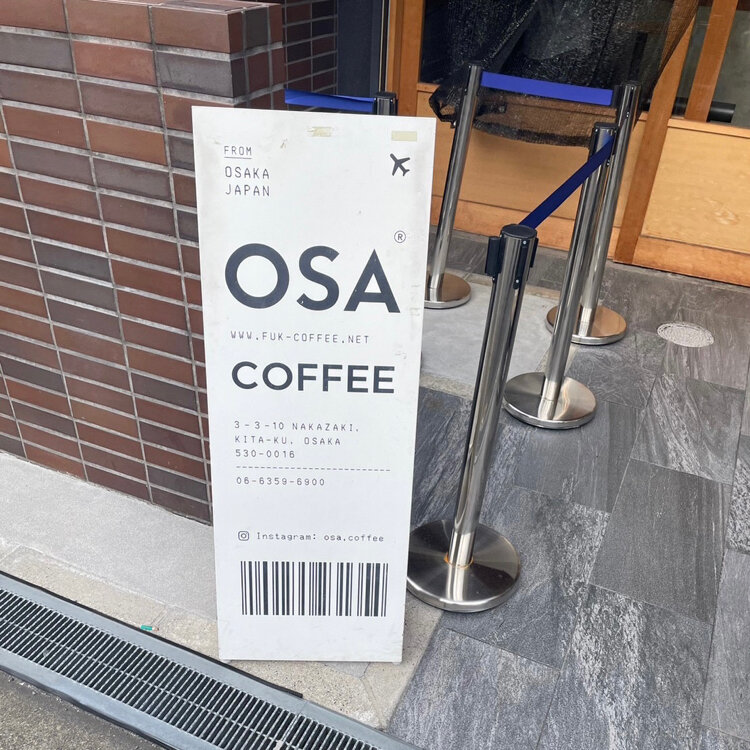 FROM
OSAKA
JAPAN
OSA®
WWW.FUK-COFFEE.NET
COFFEE
3-3-10 NAKAZAKI,
KITA-KU, OSAKA
530-0016
06-6359-6900
Instagram: osa.coffee